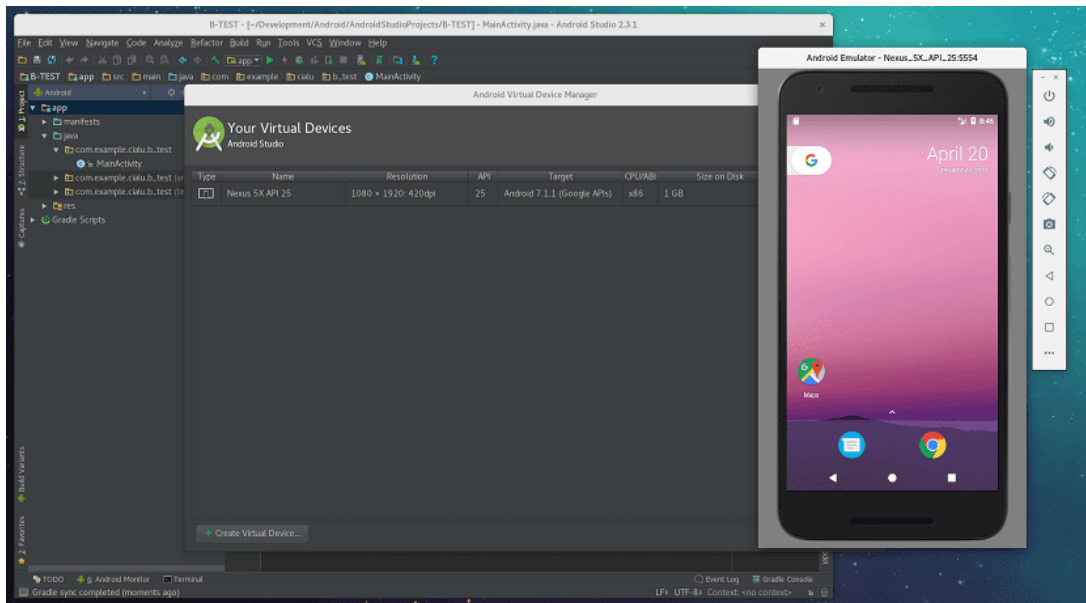 B-TEST - [~/Development/Android/AndroidStudioProjects/B-TEST] - MainActivity.java - Android Studio 2.3.1
File Edit View Navigate Code Analyze Refactor Build Run Tools VCS Window Help
app
B-TEST app src main java com example cialu b_test MainActivity
Android
1: Project
app
manifests
java
com.example.cialu.b_test
MainActivity
com.example.cialu.b_test
com.example.cialu.b_test
res
Gradle Scripts
Z: Structure
Captures
Build Variants
2: Favorites
Android Virtual Device Manager
Your Virtual Devices
Android Studio
Type Name Resolution API Target CPU/ABI Size on Disk
Nexus 5X API 25 1080 × 1920: 420dpi 25 Android 7.1.1 (Google APIs) x86 1 GB
+ Create Virtual Device...
Android Emulator - Nexus_5X_API_25:5554
8:46
G
April 20
Maps
TODO 6: Android Monitor Terminal Event Log Gradle Console
Gradle sync completed (moments ago) LF÷ UTF-8÷ Context: <no context>